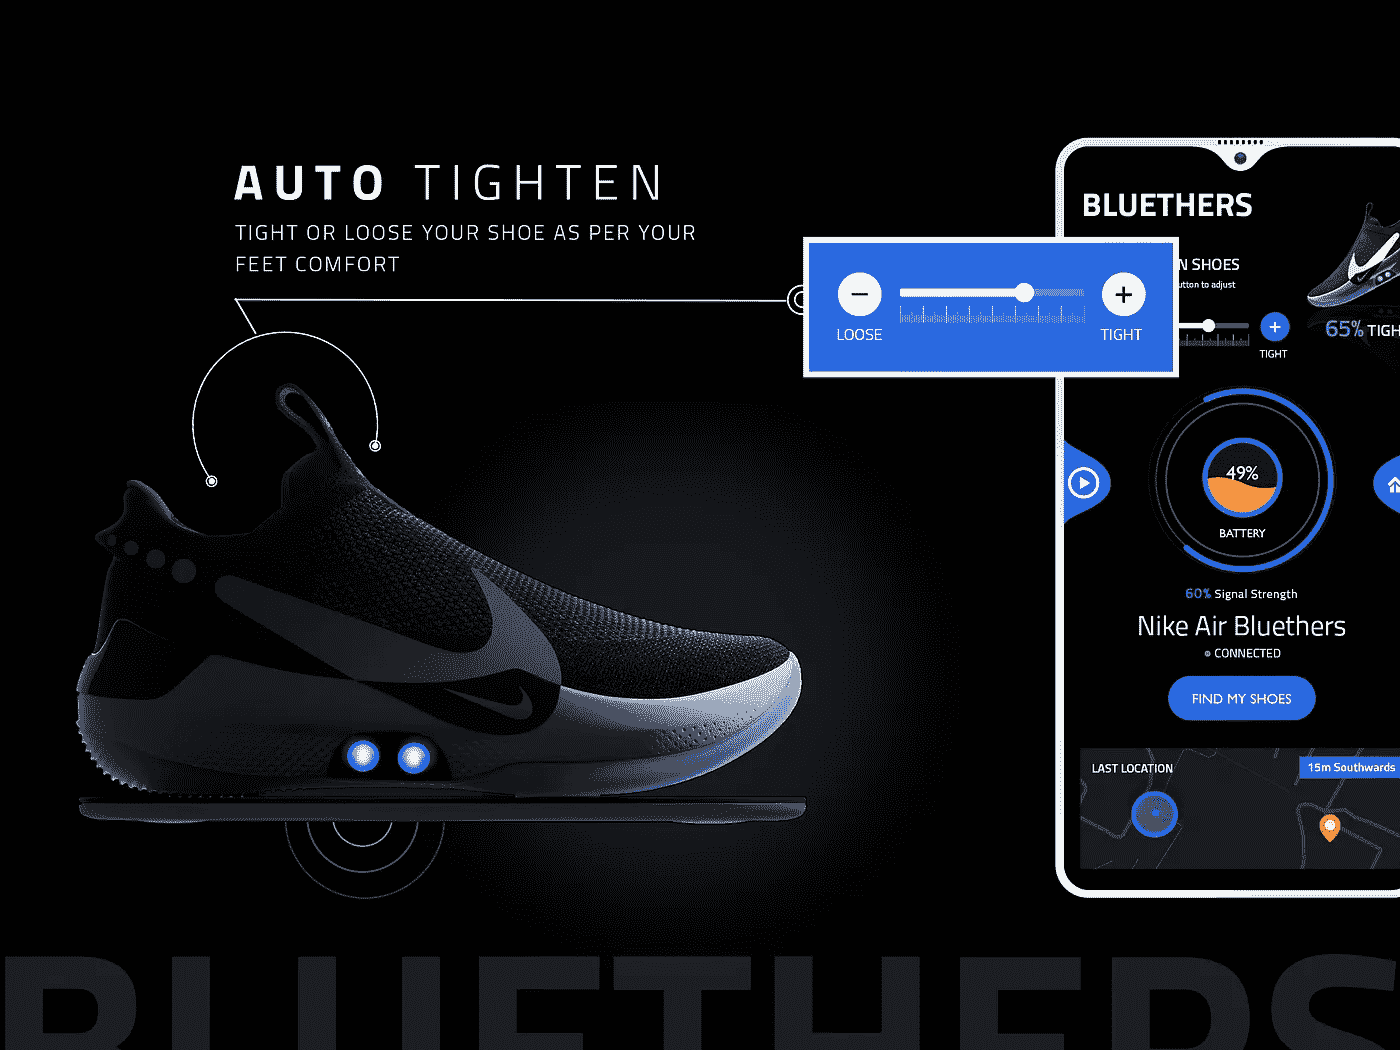 AUTO TIGHTEN
TIGHT OR LOOSE YOUR SHOE AS PER YOUR
FEET COMFORT
LOOSE
TIGHT
BLUETHERS
N SHOES
utton to adjust
TIGHT
65% TIGH
49%
BATTERY
60% Signal Strength
Nike Air Bluethers
CONNECTED
FIND MY SHOES
LAST LOCATION
15m Southwards
BLUETHERS